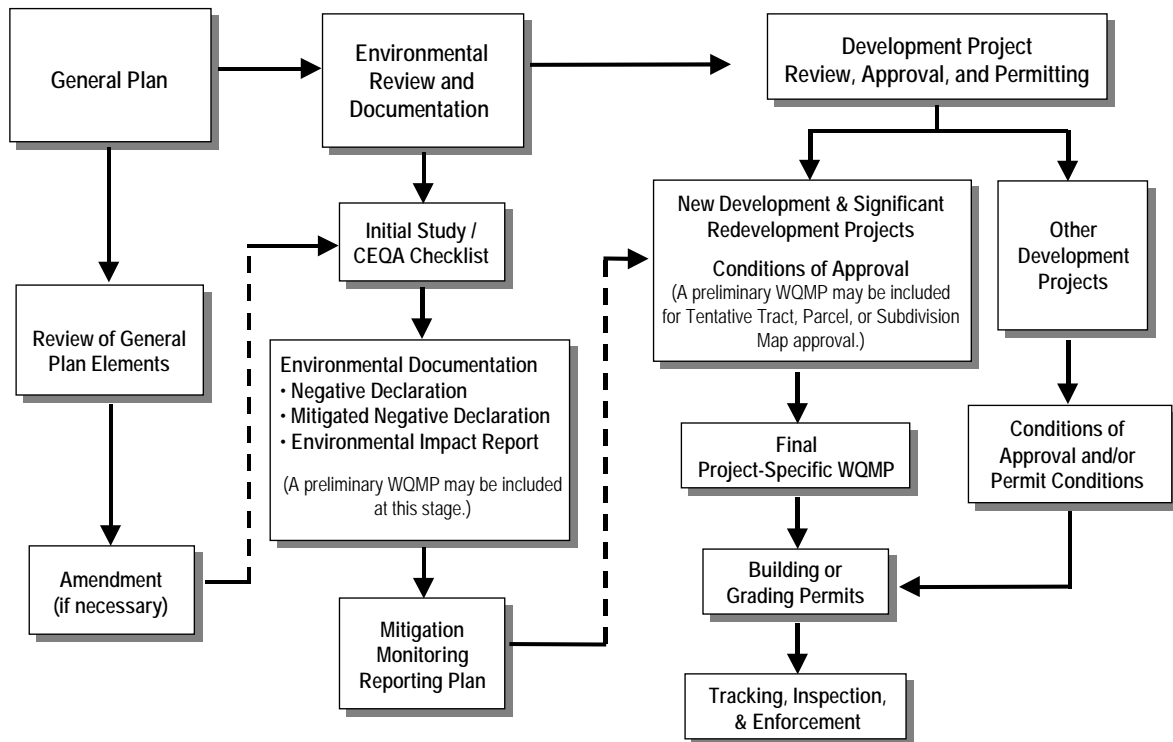 General Plan
Environmental
Review and
Documentation
Development Project
Review, Approval, and Permitting
Initial Study /
CEQA Checklist
New Development & Significant
Redevelopment Projects
Conditions of Approval
(A preliminary WQMP may be included
for Tentative Tract, Parcel, or Subdivision
Map approval.)
Other
Development
Projects
Review of General
Plan Elements
Environmental Documentation
• Negative Declaration
• Mitigated Negative Declaration
• Environmental Impact Report
(A preliminary WQMP may be included
at this stage.)
Final
Project-Specific WQMP
Conditions of
Approval and/or
Permit Conditions
Amendment
(if necessary)
Building or
Grading Permits
Mitigation
Monitoring
Reporting Plan
Tracking, Inspection,
& Enforcement